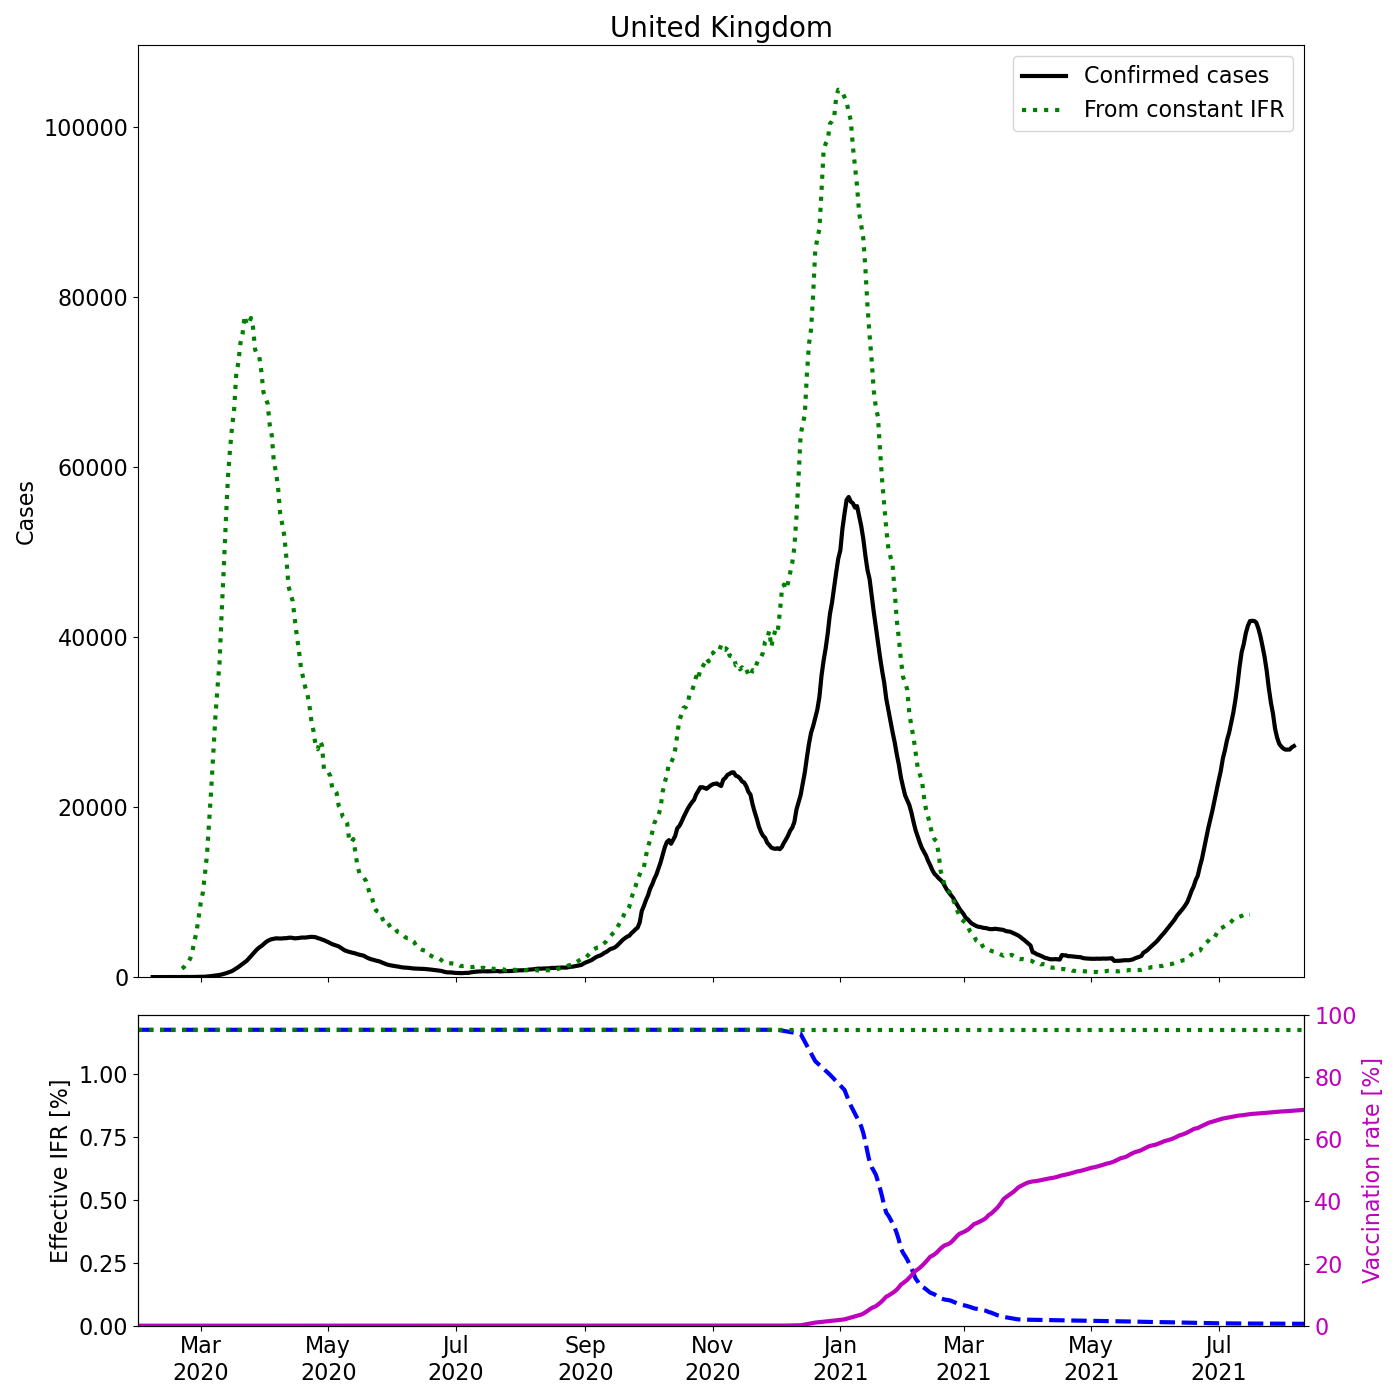 United Kingdom
Confirmed cases
From constant IFR
Cases
100000
80000
60000
40000
20000
0
Effective IFR [%]
1.00
0.75
0.50
0.25
0.00
100
80
60
40
20
0
Vaccination rate [%]
Mar
2020
May
2020
Jul
2020
Sep
2020
Nov
2020
Jan
2021
Mar
2021
May
2021
Jul
2021